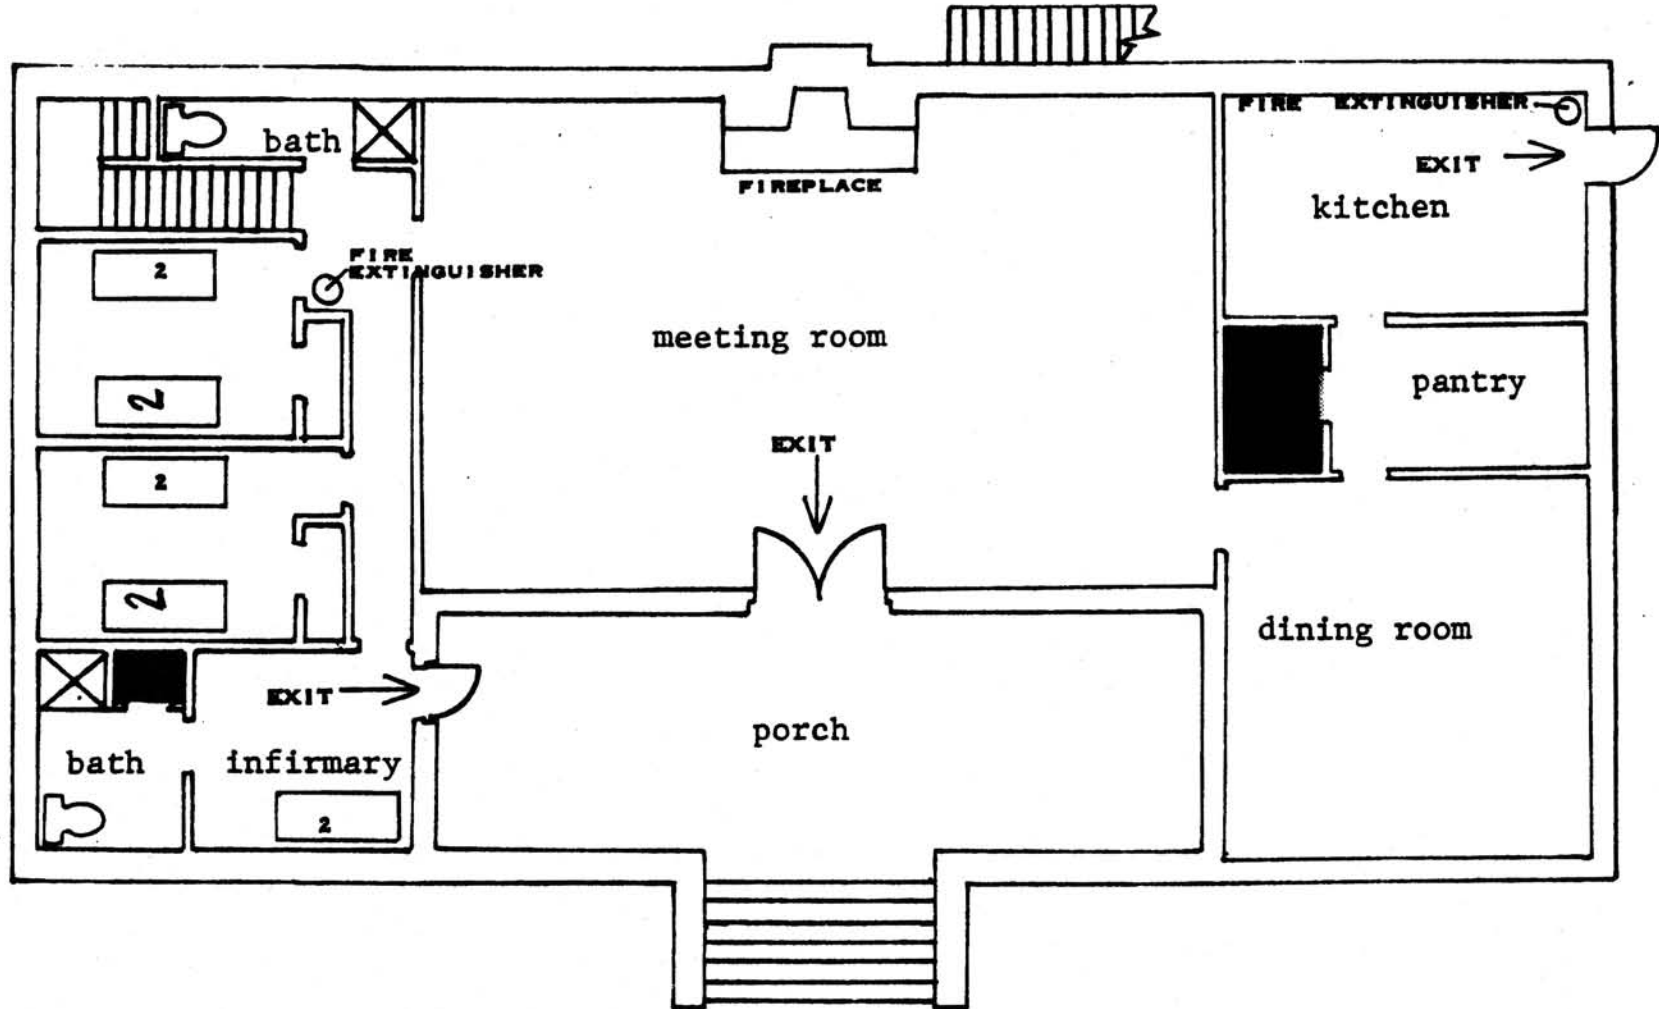 FIRE EXTINGUISHER
bath
EXIT
FIREPLACE
kitchen
FIRE
EXTINGUISHER
2
meeting room
pantry
2
EXIT
2
2
dining room
EXIT
porch
bath
infirmary
2